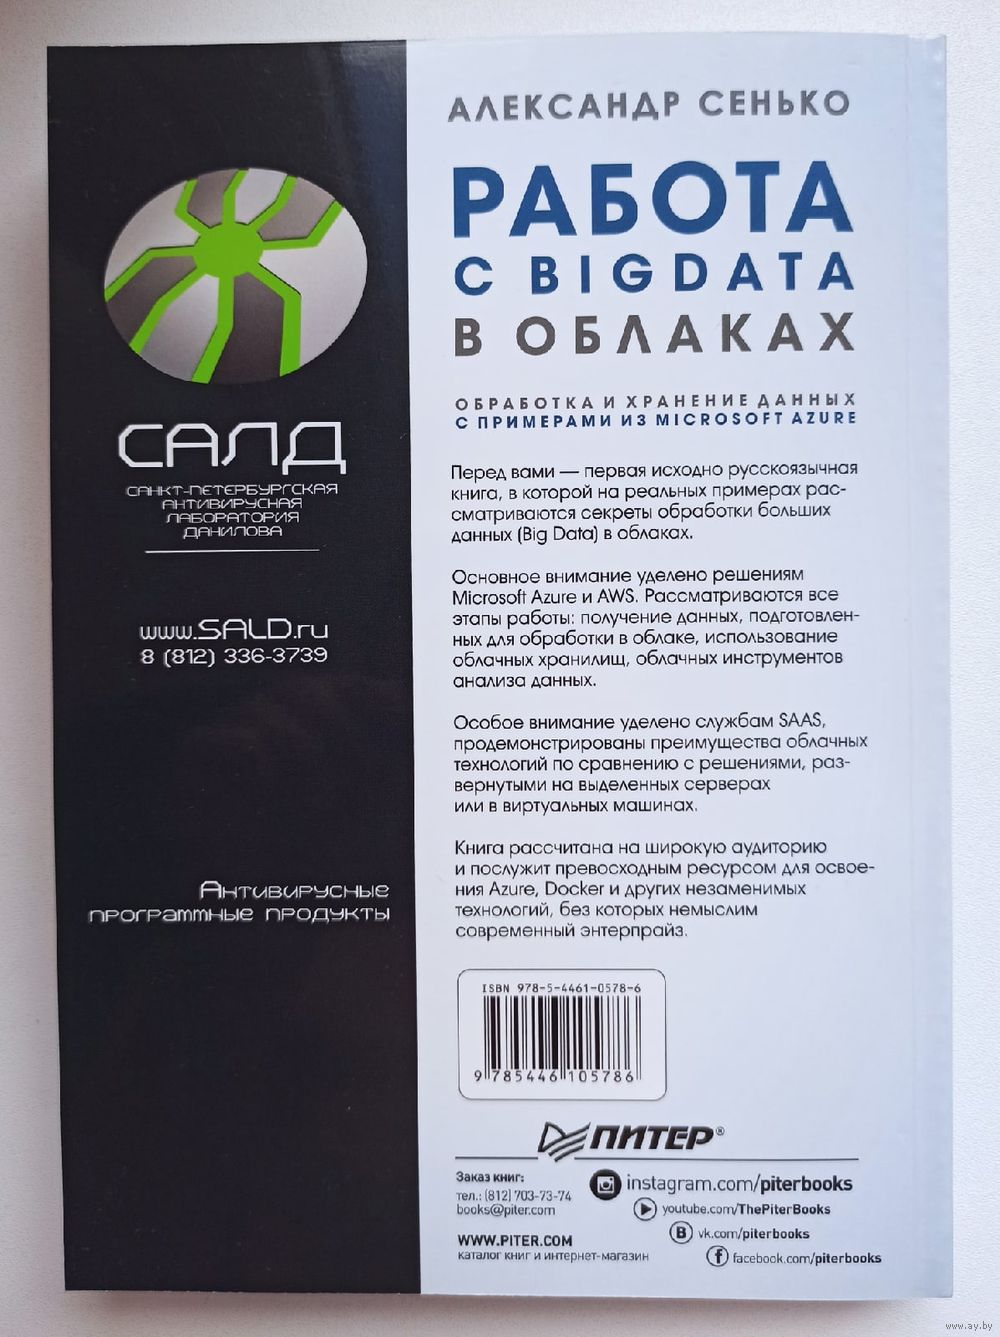 САЛД
САНКТ-ПЕТЕРБУРГСКАЯ
АНТИВИРУСНАЯ
ЛАБОРАТОРИЯ
ДАНИЛОВА
www.SALD.ru
8 (812) 336-3739
Антивирусные
программные продукты
АЛЕКСАНДР СЕНЬКО
РАБОТА
С BIGDATA
В ОБЛАКАХ
ОБРАБОТКА И ХРАНЕНИЕ ДАННЫХ
С ПРИМЕРАМИ ИЗ MICROSOFT AZURE
Перед вами — первая исходно русскоязычная
книга, в которой на реальных примерах рас-
сматриваются секреты обработки больших
данных (Big Data) в облаках.
Основное внимание уделено решениям
Microsoft Azure и AWS. Рассматриваются все
этапы работы: получение данных, подготовлен-
ных для обработки в облаке, использование
облачных хранилищ, облачных инструментов
анализа данных.
Особое внимание уделено службам SAAS,
продемонстрированы преимущества облачных
технологий по сравнению с решениями, раз-
вернутыми на выделенных серверах
или в виртуальных машинах.
Книга рассчитана на широкую аудиторию
и послужит превосходным ресурсом для освое-
ния Azure, Docker и других незаменимых
технологий, без которых немыслим
современный энтерпрайз.
ISBN 978-5-4461-0578-6
9 785446 105786
ПИТЕР®
Заказ книг:
тел.: (812) 703-73-74
books@piter.com
WWW.PITER.COM
каталог книг и интернет-магазин
instagram.com/piterbooks
youtube.com/ThePiterBooks
vk.com/piterbooks
facebook.com/piterbooks
www.ay.by